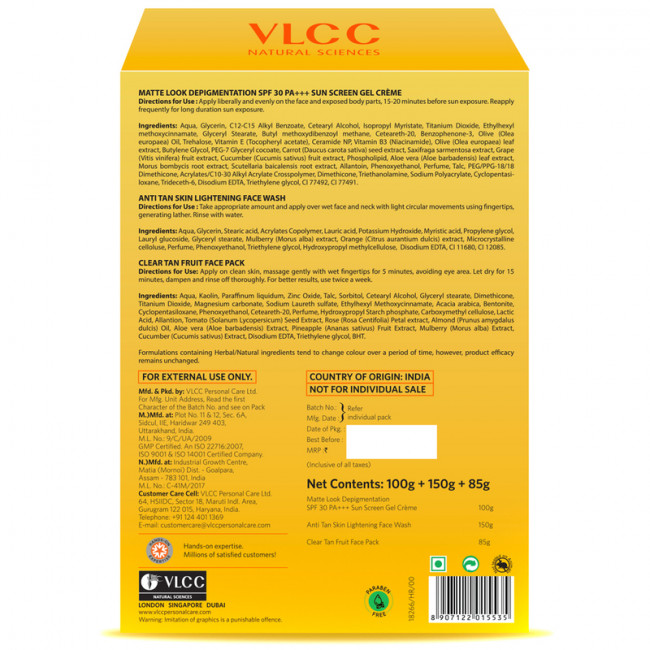 VLCC
NATURAL SCIENCES
MATTE LOOK DEPIGMENTATION SPF 30 PA+++ SUN SCREEN GEL CRÈME
Directions for Use : Apply liberally and evenly on the face and exposed body parts, 15-20 minutes before sun exposure. Reapply
frequently for long duration sun exposure.
Ingredients: Aqua, Glycerin, C12-C15 Alkyl Benzoate, Cetearyl Alcohol, Isopropyl Myristate, Titanium Dioxide, Ethylhexyl
methoxycinnamate, Glyceryl Stearate, Butyl methoxydibenzoyl methane, Ceteareth-20, Benzophenone-3, Olive (Olea
europaea) Oil, Trehalose, Vitamin E (Tocopheryl acetate), Ceramide NP, Vitamin B3 (Niacinamide), Olive (Olea europaea) leaf
extract, Butylene Glycol, PEG-7 Glyceryl cocoate, Carrot (Daucus carota sativa) seed extract, Saxifraga sarmentosa extract, Grape
(Vitis vinifera) fruit extract, Cucumber (Cucumis sativus) fruit extract, Phospholipid, Aloe vera (Aloe barbadensis) leaf extract,
Morus bombycis root extract, Scutellaria baicalensis root extract, Allantoin, Phenoxyethanol, Perfume, Talc, PEG/PPG-18/18
Dimethicone, Acrylates/C10-30 Alkyl Acrylate Crosspolymer, Dimethicone, Triethanolamine, Sodium Polyacrylate, Cyclopentasi-
loxane, Trideceth-6, Disodium EDTA, Triethylene glycol, CI 77492, CI 77491.
ANTI TAN SKIN LIGHTENING FACE WASH
Directions for Use : Take appropriate amount and apply over wet face and neck with light circular movements using fingertips,
generating lather. Rinse with water.
Ingredients: Aqua, Glycerin, Stearic acid, Acrylates Copolymer, Lauric acid, Potassium Hydroxide, Myristic acid, Propylene glycol,
Lauryl glucoside, Glyceryl stearate, Mulberry (Morus alba) extract, Orange (Citrus aurantium dulcis) extract, Microcrystalline
cellulose, Perfume, Phenoxyethanol, Triethylene glycol, Hydroxypropyl methylcellulose, Disodium EDTA, CI 11680, CI 12085.
CLEAR TAN FRUIT FACE PACK
Directions for Use: Apply on clean skin, massage gently with wet fingertips for 5 minutes, avoiding eye area. Let dry for 15
minutes, dampen and rinse off thoroughly. For better results, use twice a week.
Ingredients: Aqua, Kaolin, Paraffinum liquidum, Zinc Oxide, Talc, Sorbitol, Cetearyl Alcohol, Glyceryl stearate, Dimethicone,
Titanium Dioxide, Magnesium carbonate, Sodium Laureth sulfate, Ethylhexyl Methoxycinnamate, Acacia arabica, Bentonite,
Cyclopentasiloxane, Phenoxyethanol, Ceteareth-20, Perfume, Hydroxypropyl Starch phosphate, Carboxymethyl cellulose, Lactic
Acid, Allantion, Tomato (Solanum Lycopersicum) Seed Extract, Rose (Rosa Centifolia) Petal extract, Almond (Prunus amygdalus
dulcis) Oil, Aloe vera (Aloe barbadensis) Extract, Pineapple (Ananas sativus) Fruit Extract, Mulberry (Morus alba) Extract,
Cucumber (Cucumis sativus) Fruit Extract, Disodium EDTA, Triethylene glycol, BHT.
Formulations containing Herbal/Natural ingredients tend to change colour over a period of time, however, product efficacy
remains unchanged.
FOR EXTERNAL USE ONLY.
Mfd. & Pkd. by: VLCC Personal Care Ltd.
For Mfg. Unit Address, Read the first
Character of the Batch No. and see on Pack
M.)Mfd. at: Plot No. 11 & 12, Sec. 6A,
Sidcul, IIE, Haridwar 249 403,
Uttarakhand, India.
M.L. No.: 9/C/UA/2009
GMP Certified. An ISO 22716:2007,
ISO 9001 & ISO 14001 Certified Company.
N.)Mfd. at: Industrial Growth Centre,
Matia (Mornoi) Dist. - Goalpara,
Assam - 783 101, India
M.L. No.: C-41M/2017
Customer Care Cell: VLCC Personal Care Ltd.
64, HSIIDC, Sector 18, Maruti Indl. Area,
Gurugram 122 015, Haryana, India.
Telephone: +91 124 401 1369
E-mail: customercare@vlccpersonalcare.com
Hands-on expertise.
Millions of satisfied customers!
VLCC
NATURAL SCIENCES
LONDON SINGAPORE DUBAI
www.vlccpersonalcare.com
Warning: Imitation of graphics is a punishable offence.
COUNTRY OF ORIGIN: INDIA
NOT FOR INDIVIDUAL SALE
Batch No.: } Refer
Mfg. Date } individual pack
Date of Pkg. :
Best Before :
MRP ₹
(Inclusive of all taxes)
Net Contents: 100g + 150g + 85g
Matte Look Depigmentation
SPF 30 PA+++ Sun Screen Gel Crème 100g
Anti Tan Skin Lightening Face Wash 150g
Clear Tan Fruit Face Pack 85g
PARABEN
FREE
18266/HR/00
8907122015535